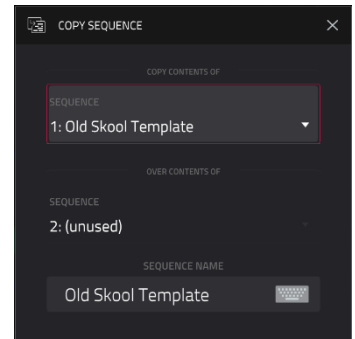 COPY SEQUENCE
COPY CONTENTS OF
SEQUENCE
1: Old Skool Template
OVER CONTENTS OF
SEQUENCE
2: (unused)
SEQUENCE NAME
Old Skool Template